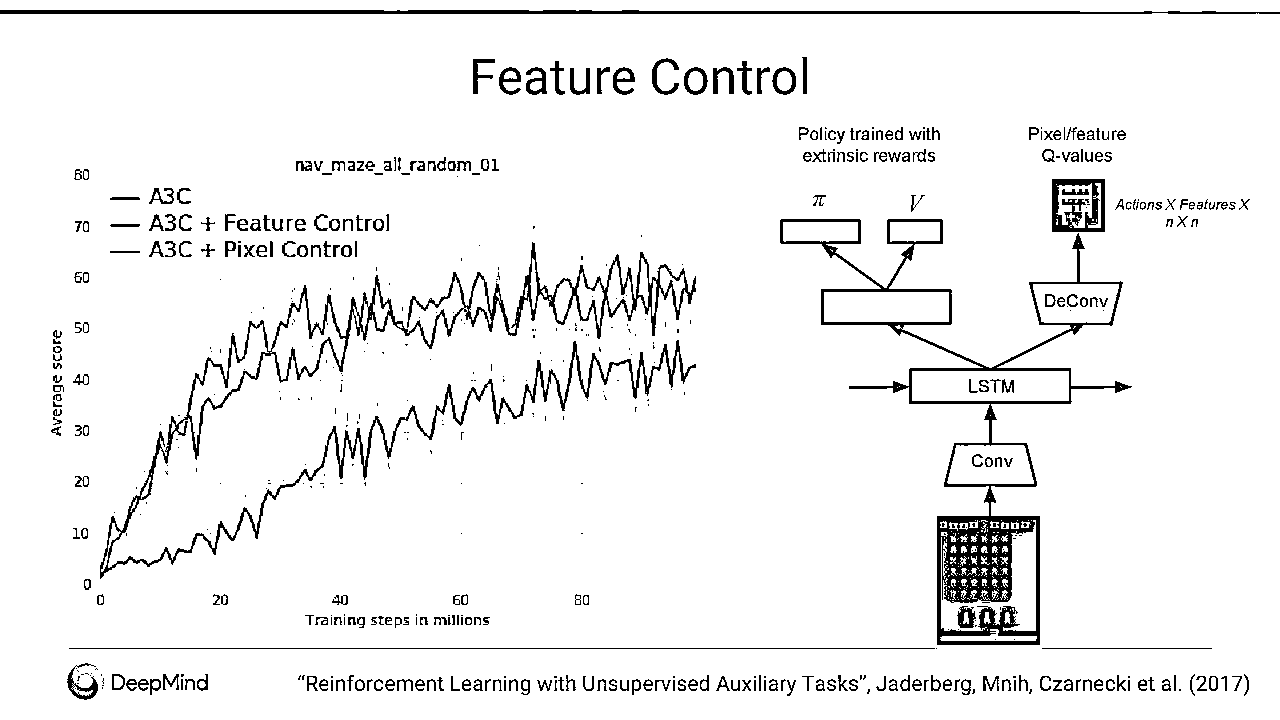 Feature Control
nav_maze_all_random_01
80
70
60
50
40
30
20
10
0
A3C
A3C + Feature Control
A3C + Pixel Control
Average score
0 20 40 60 80
Training steps in millions
Policy trained with
extrinsic rewards
π V
Pixel/feature
Q-values
Actions X Features X
n X n
DeConv
LSTM
Conv
DeepMind
“Reinforcement Learning with Unsupervised Auxiliary Tasks”, Jaderberg, Mnih, Czarnecki et al. (2017)